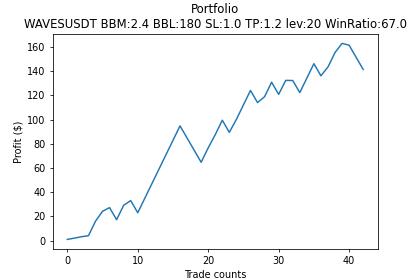 Portfolio
WAVESUSDT BBM:2.4 BBL:180 SL:1.0 TP:1.2 lev:20 WinRatio:67.0
160
140
120
100
80
60
40
20
0
Profit ($)
0 10 20 30 40
Trade counts